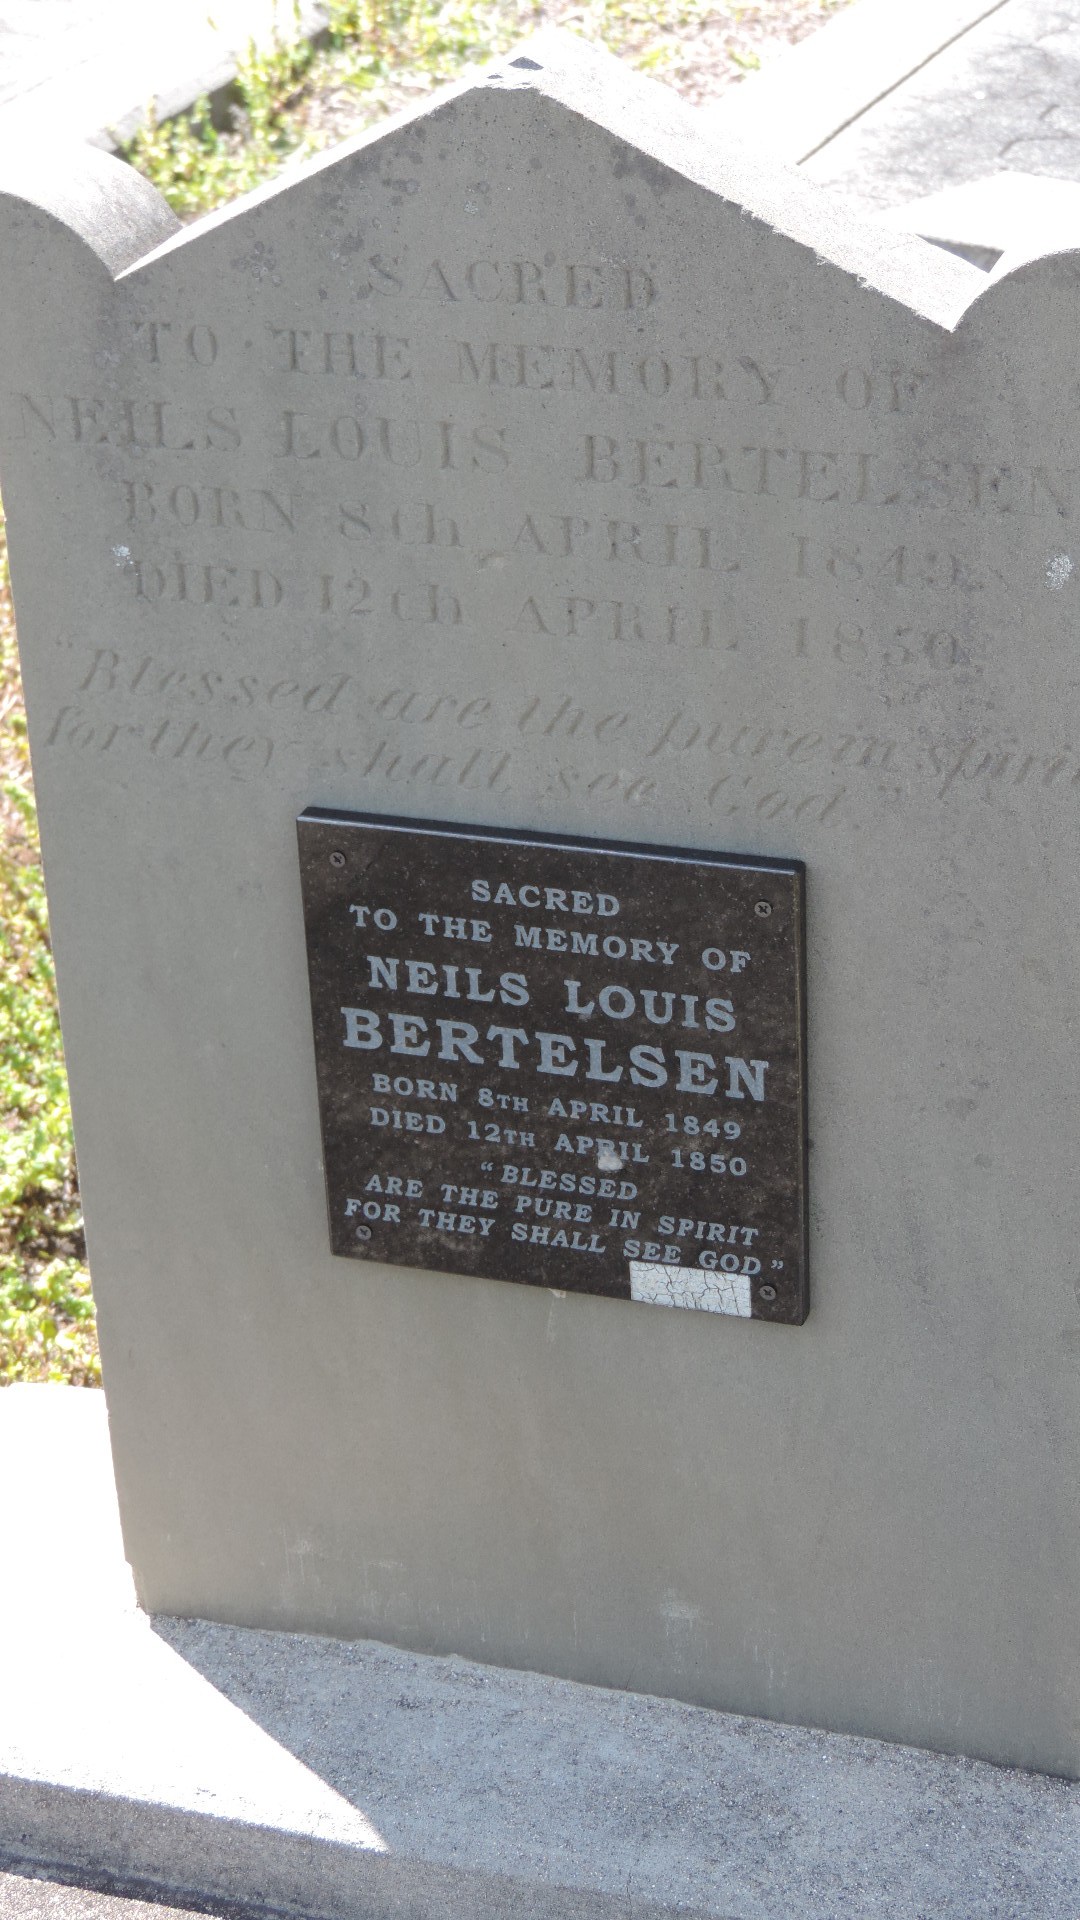 SACRED
TO THE MEMORY OF
NEILS LOUIS BERTELSEN
BORN 8th APRIL 1849
DIED 12th APRIL 1850
"Blessed are the pure in spirit
for they shall see God."
SACRED
TO THE MEMORY OF
NEILS LOUIS
BERTELSEN
BORN 8TH APRIL 1849
DIED 12TH APRIL 1850
"BLESSED
ARE THE PURE IN SPIRIT
FOR THEY SHALL SEE GOD"